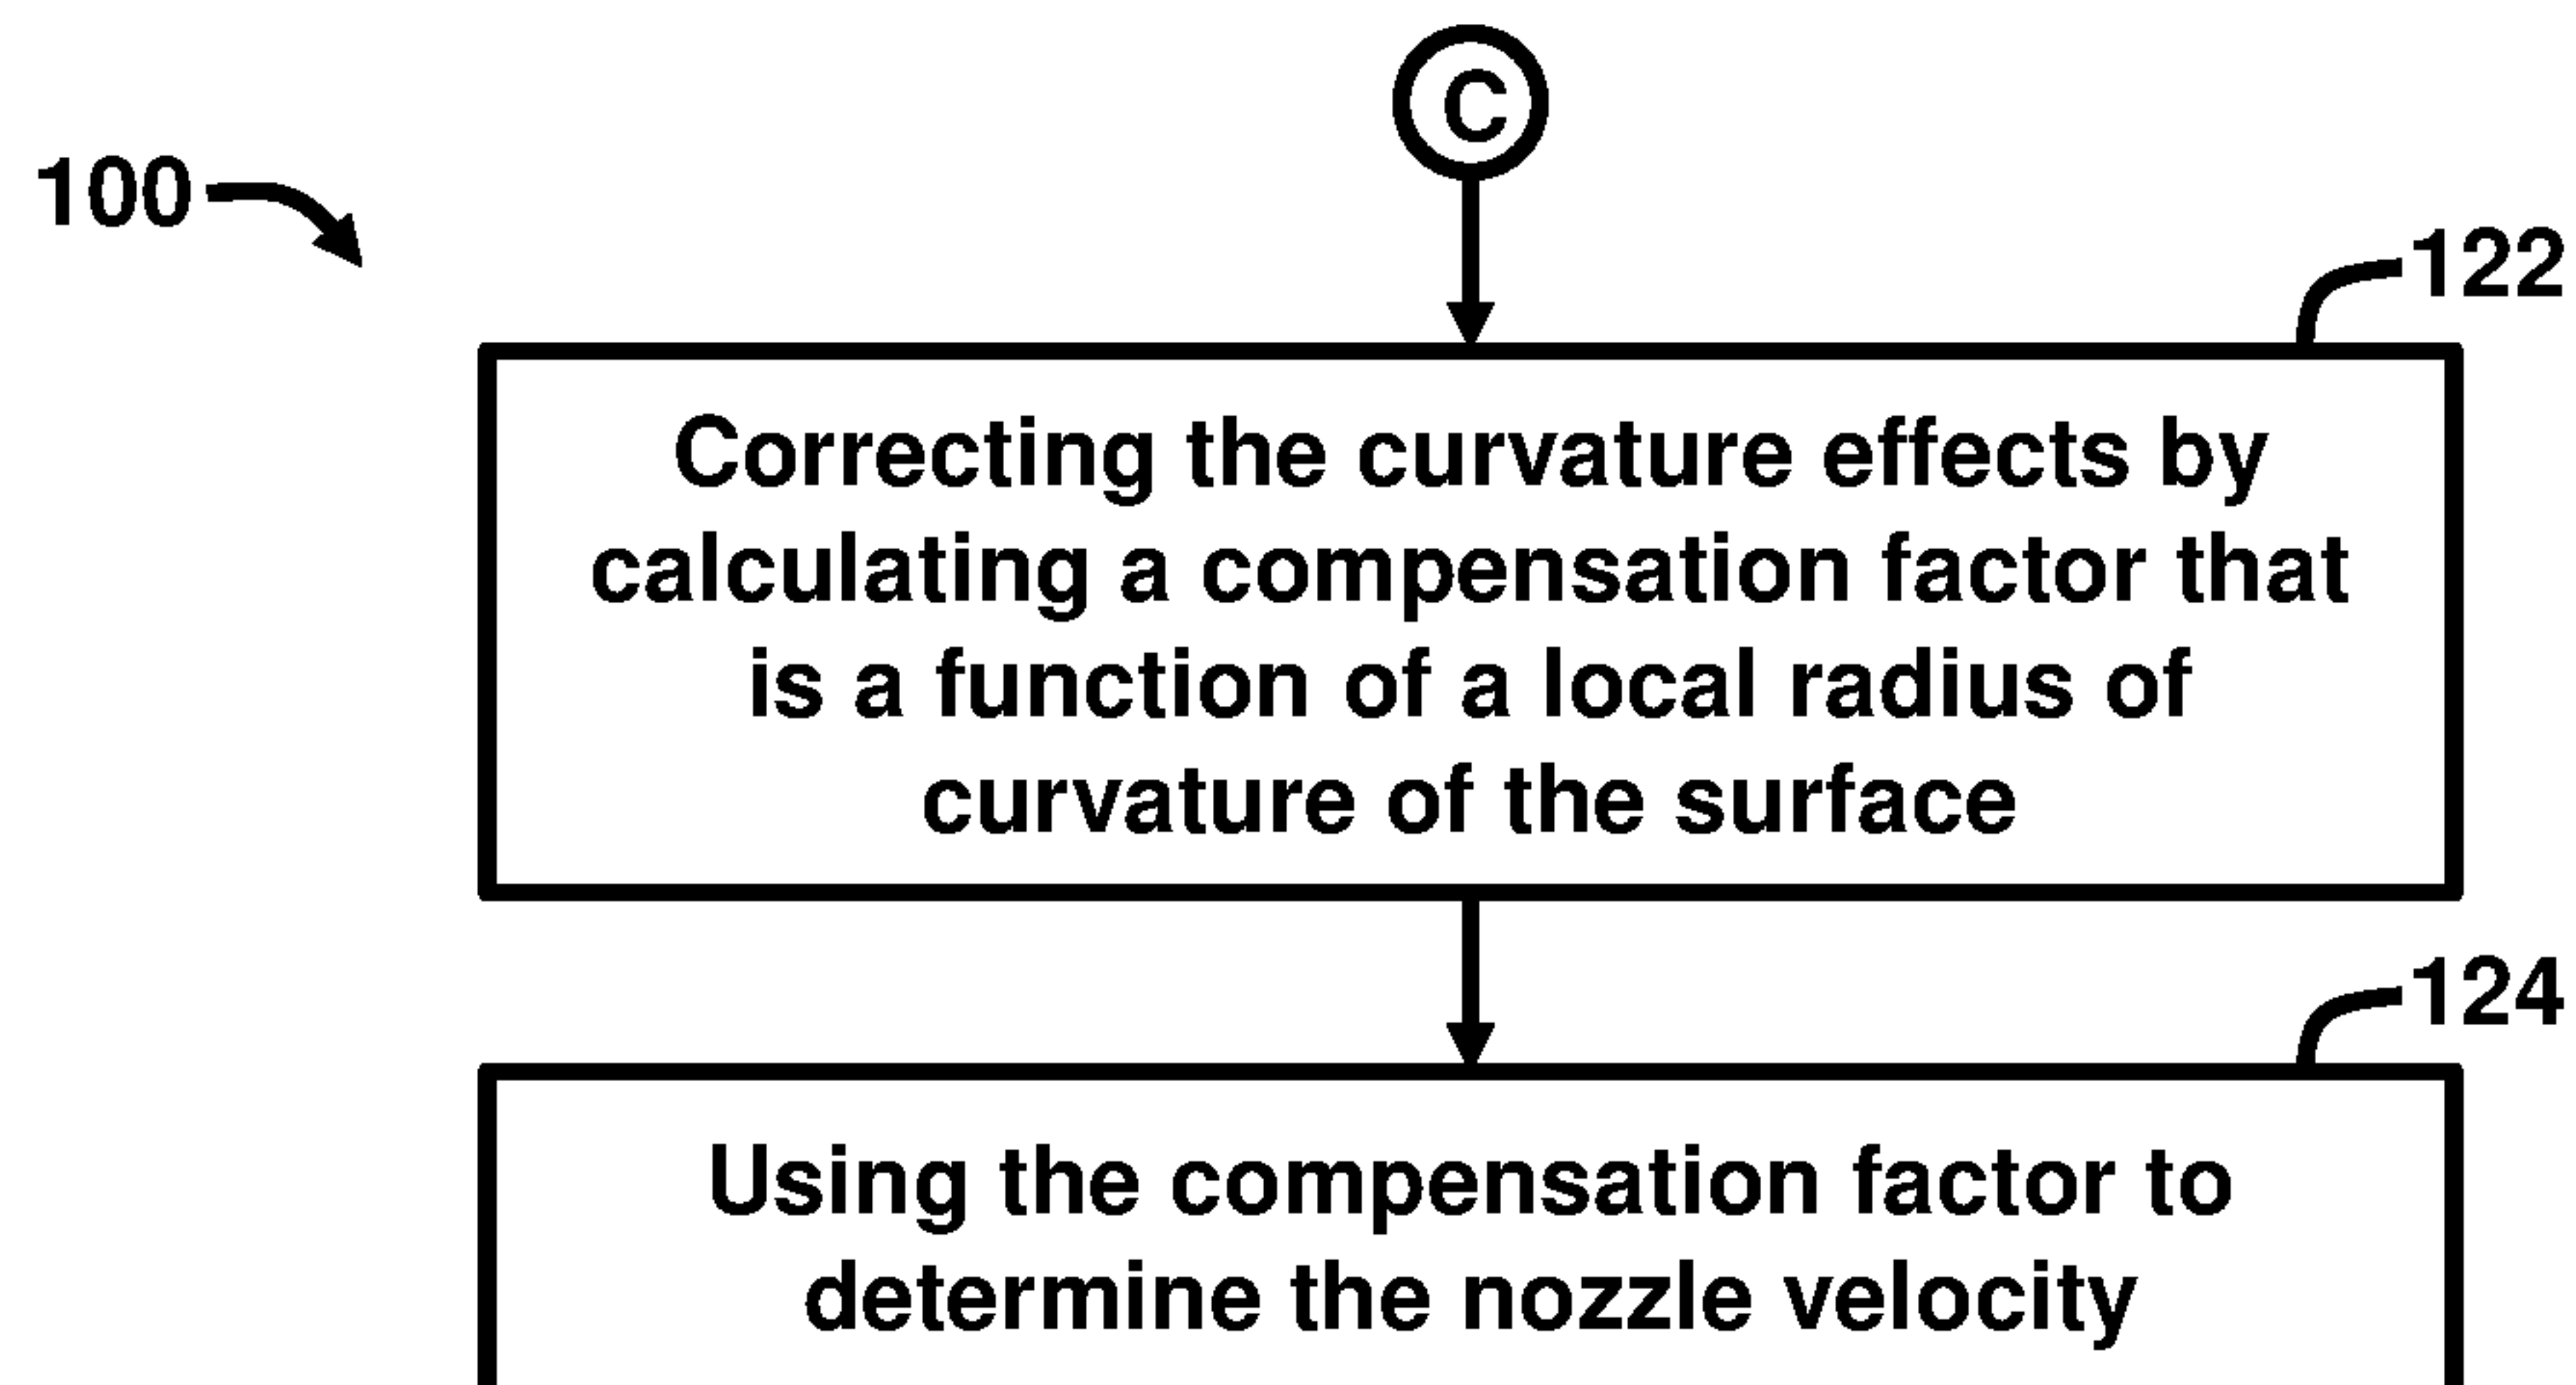 C
100
122
Correcting the curvature effects by
calculating a compensation factor that
is a function of a local radius of
curvature of the surface
124
Using the compensation factor to
determine the nozzle velocity